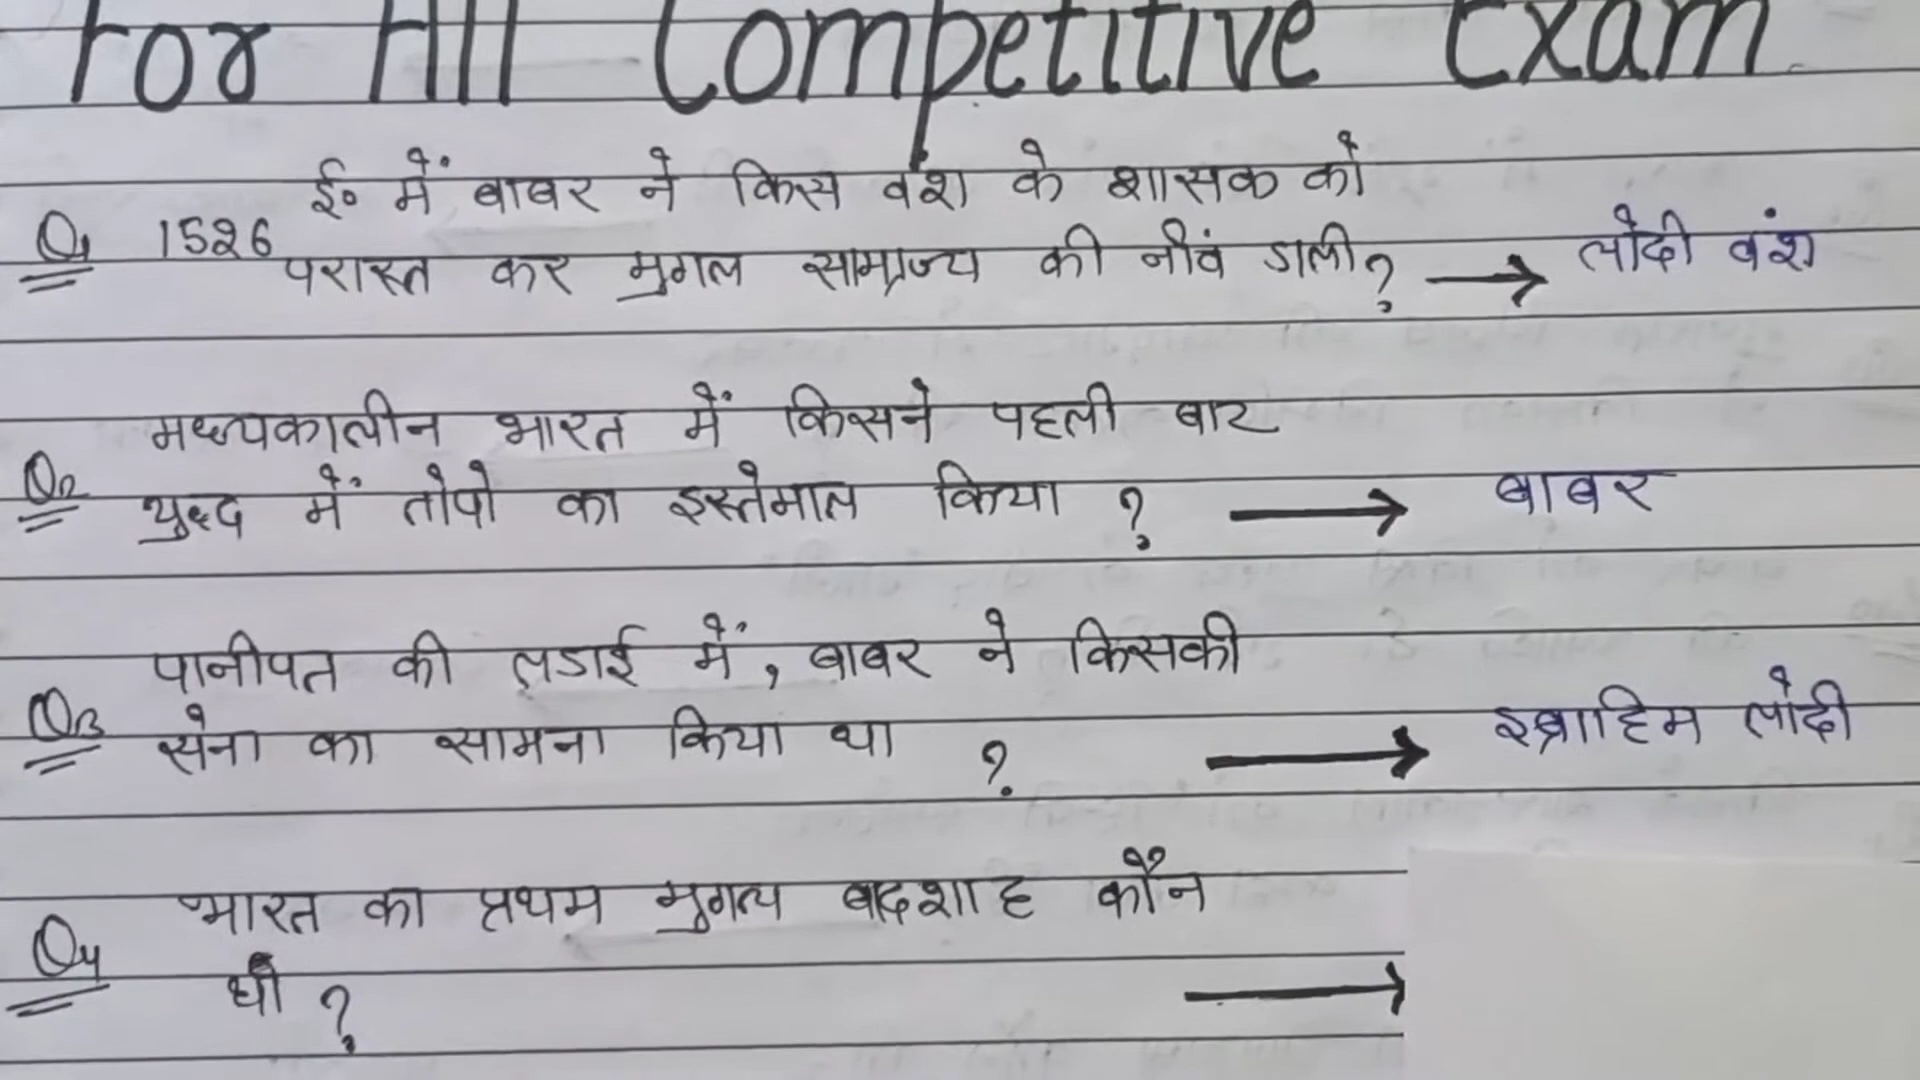 For All Competitive Exam
ई० में बाबर ने किस वंश के शासक को
Q1 1526 परास्त कर मुगल साम्राज्य की नीवं डाली? → लोदी वंश
मध्यकालीन भारत में किसने पहली बार
Q2 युद्द में तोपो का इस्तेमाल किया ? → बाबर
पानीपत की लडाई में, बाबर ने किसकी
Q3 सेना का सामना किया था ? → इब्राहिम लोदी
भारत का प्रथम मुगल बादशाह कौन
Q4 थी ? →